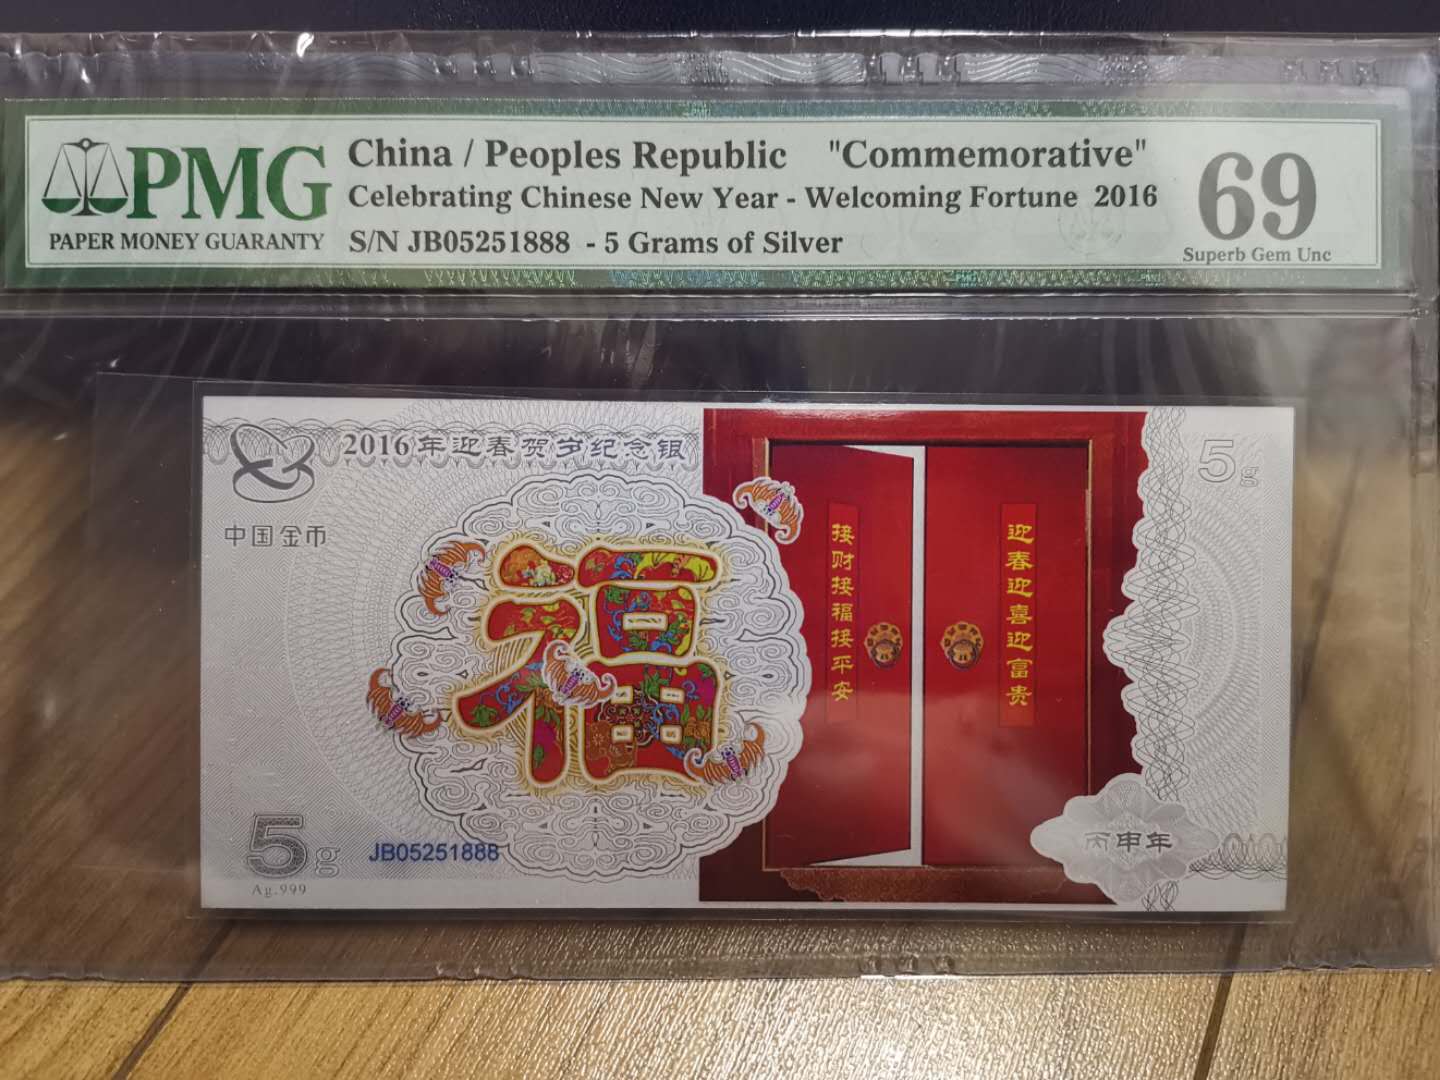 PMG
PAPER MONEY GUARANTY
China / Peoples Republic "Commemorative"
Celebrating Chinese New Year - Welcoming Fortune 2016
S/N JB05251888 - 5 Grams of Silver
69
Superb Gem Unc
2016年迎春贺岁纪念银
中国金币
5g
福
接财接福接平安
迎春迎喜迎富贵
丙申年
5g
JB05251888
Ag.999